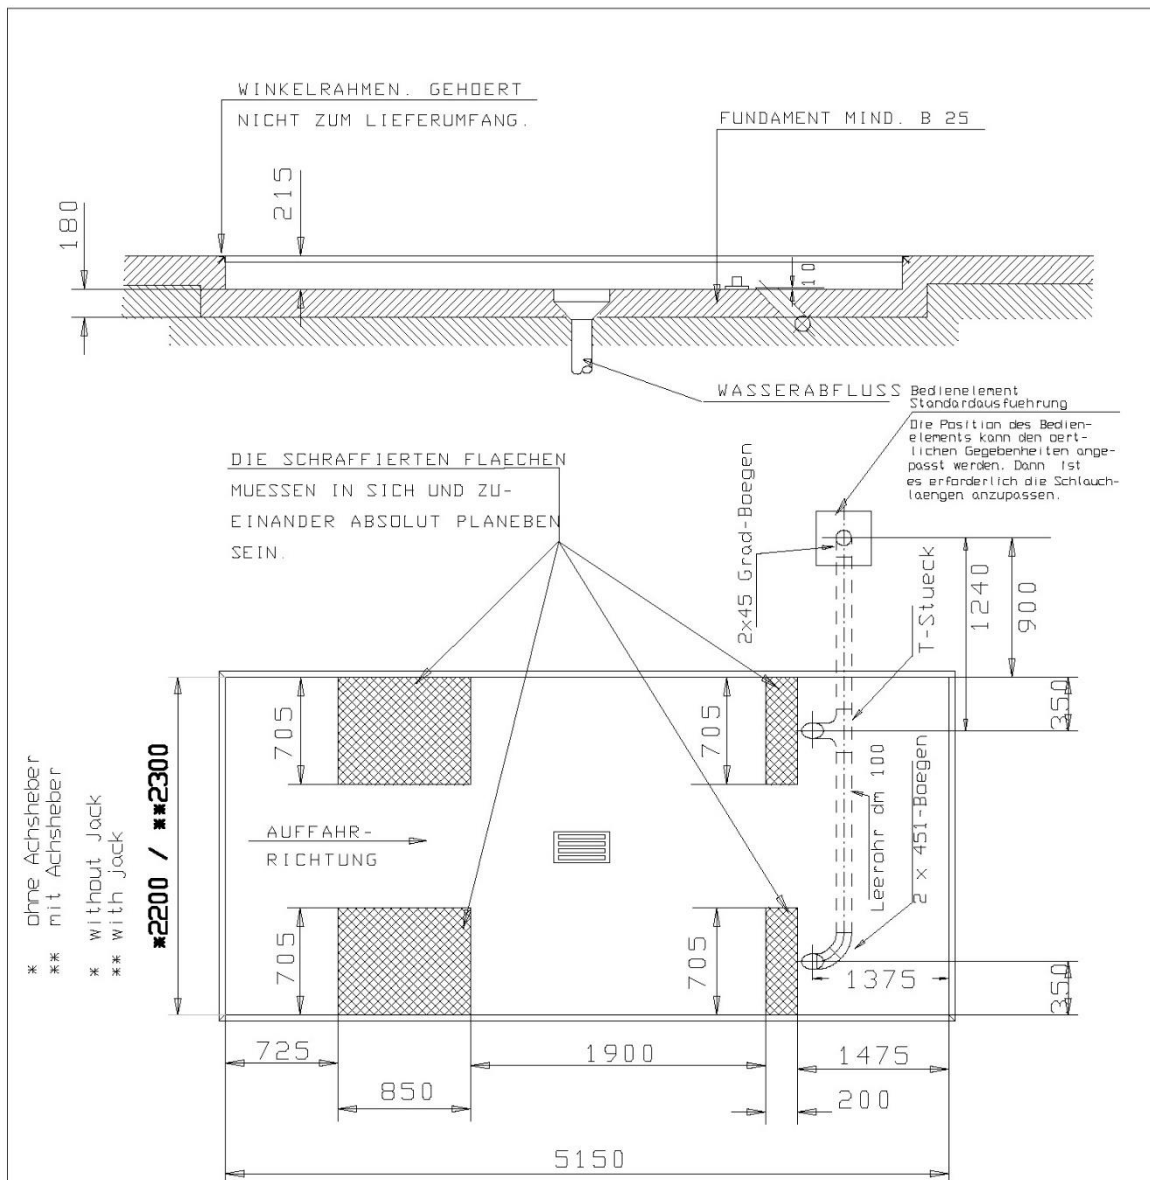 WINKELRAHMEN. GEHOERT
NICHT ZUM LIEFERUMFANG.
FUNDAMENT MIND. B 25
215
180
10
WASSERABFLUSS
Bedienelement
Standardausfuehrung
Die Position des Bedien-
elements kann den oert-
lichen Gegebenheiten ange-
passt werden. Dann ist
es erforderlich die Schlauch-
laengen anzupassen.
DIE SCHRAFFIERTEN FLAECHEN
MUESSEN IN SICH UND ZU-
EINANDER ABSOLUT PLANEBEN
SEIN.
2x45 Grad-Boegen
T-Stueck
1240
900
350
705
705
* ohne Achsheber
** mit Achsheber
* without Jack
** with jack
*2200 / **2300
AUFFAHR-
RICHTUNG
Leerohr dm 100
2 x 451-Boegen
705
705
1375
350
725
1900
1475
850
200
5150